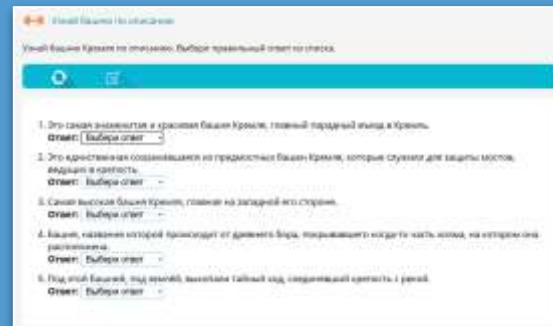 Узнай башню по описанию
Узнай башню Кремля по описанию. Выбери правильный ответ из списка.
1. Это самая знаменитая и красивая башня Кремля, главный парадный въезд в Кремль.
Ответ: Выбери ответ
2. Это единственная сохранившаяся из предмостных башен Кремля, которые служили для защиты мостов,
ведущих в крепость.
Ответ: Выбери ответ
3. Самая высокая башня Кремля, главная на западной его стороне.
Ответ: Выбери ответ
4. Башня, название которой происходит от древнего бора, покрывавшего когда-то часть холма, на котором она
расположена.
Ответ: Выбери ответ
5. Под этой башней, под землёй, выкопали тайный ход, соединявший крепость с рекой.
Ответ: Выбери ответ